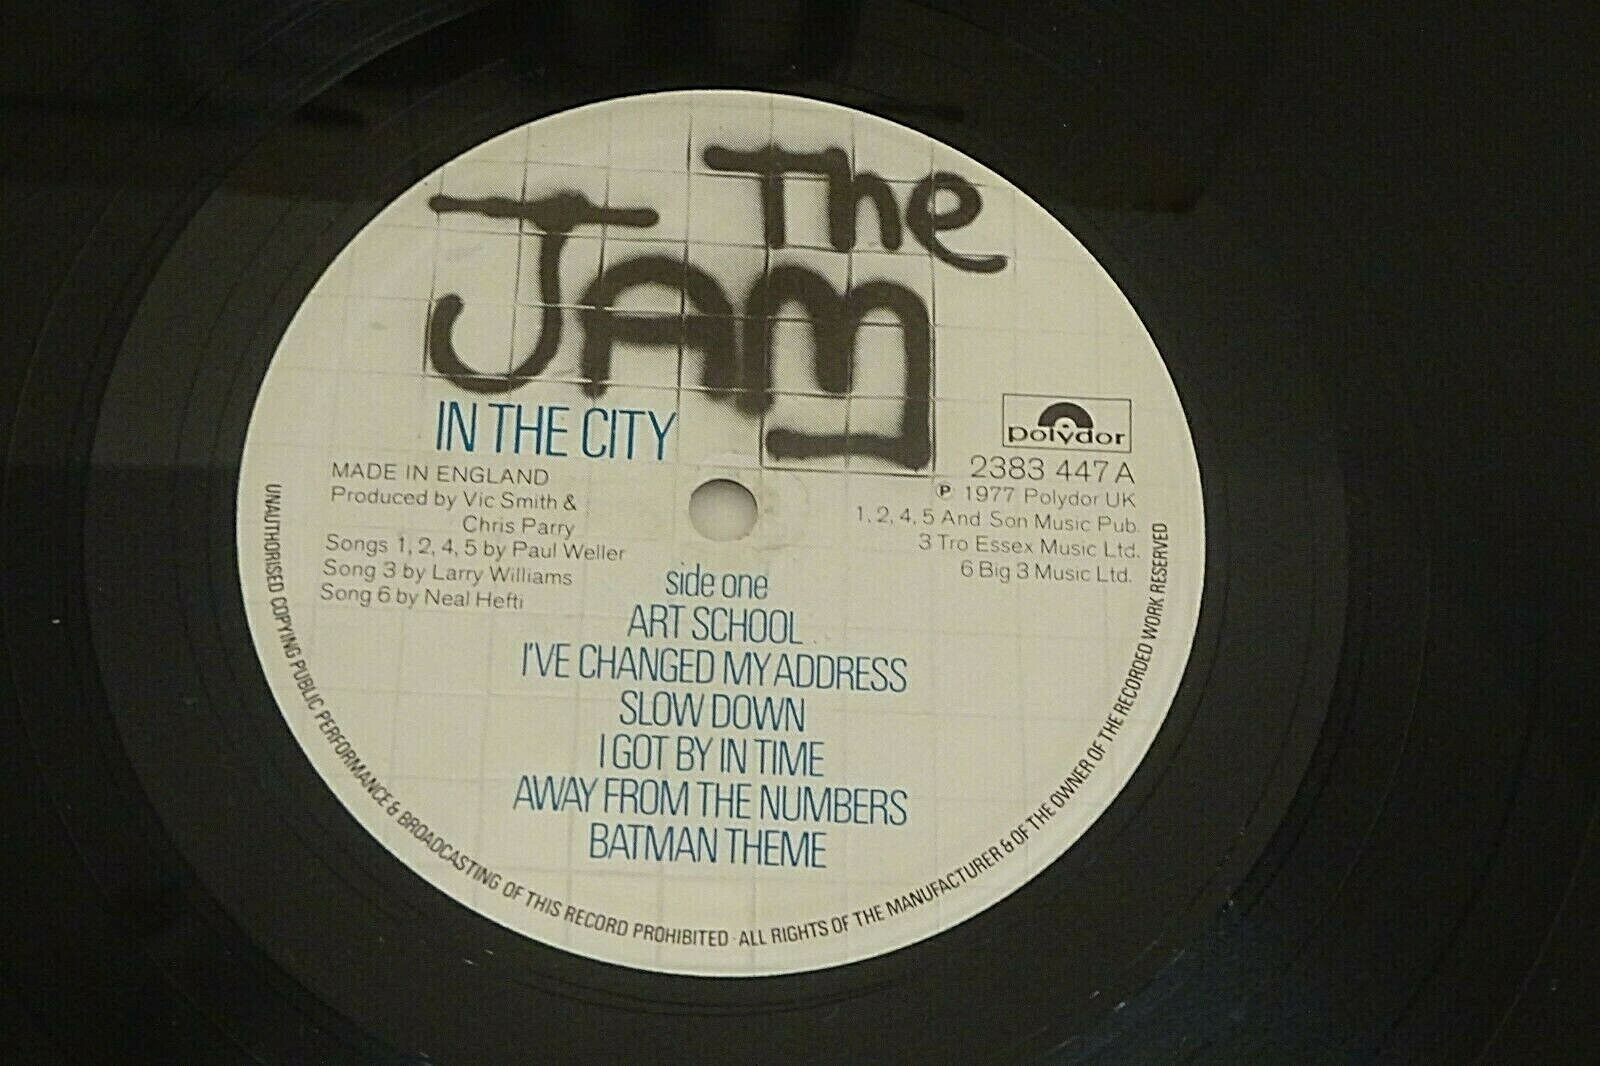 The
JAM
IN THE CITY
MADE IN ENGLAND
Produced by Vic Smith &
Chris Parry
Songs 1, 2, 4, 5 by Paul Weller
Song 3 by Larry Williams
Song 6 by Neal Hefti
polydor
2383 447 A
℗ 1977 Polydor UK
1, 2, 4, 5 And Son Music Pub.
3 Tro Essex Music Ltd.
6 Big 3 Music Ltd.
side one
ART SCHOOL
I'VE CHANGED MY ADDRESS
SLOW DOWN
I GOT BY IN TIME
AWAY FROM THE NUMBERS
BATMAN THEME
UNAUTHORISED COPYING PUBLIC PERFORMANCE & BROADCASTING OF THIS RECORD PROHIBITED · ALL RIGHTS OF THE MANUFACTURER & OF THE OWNER OF THE RECORDED WORK RESERVED